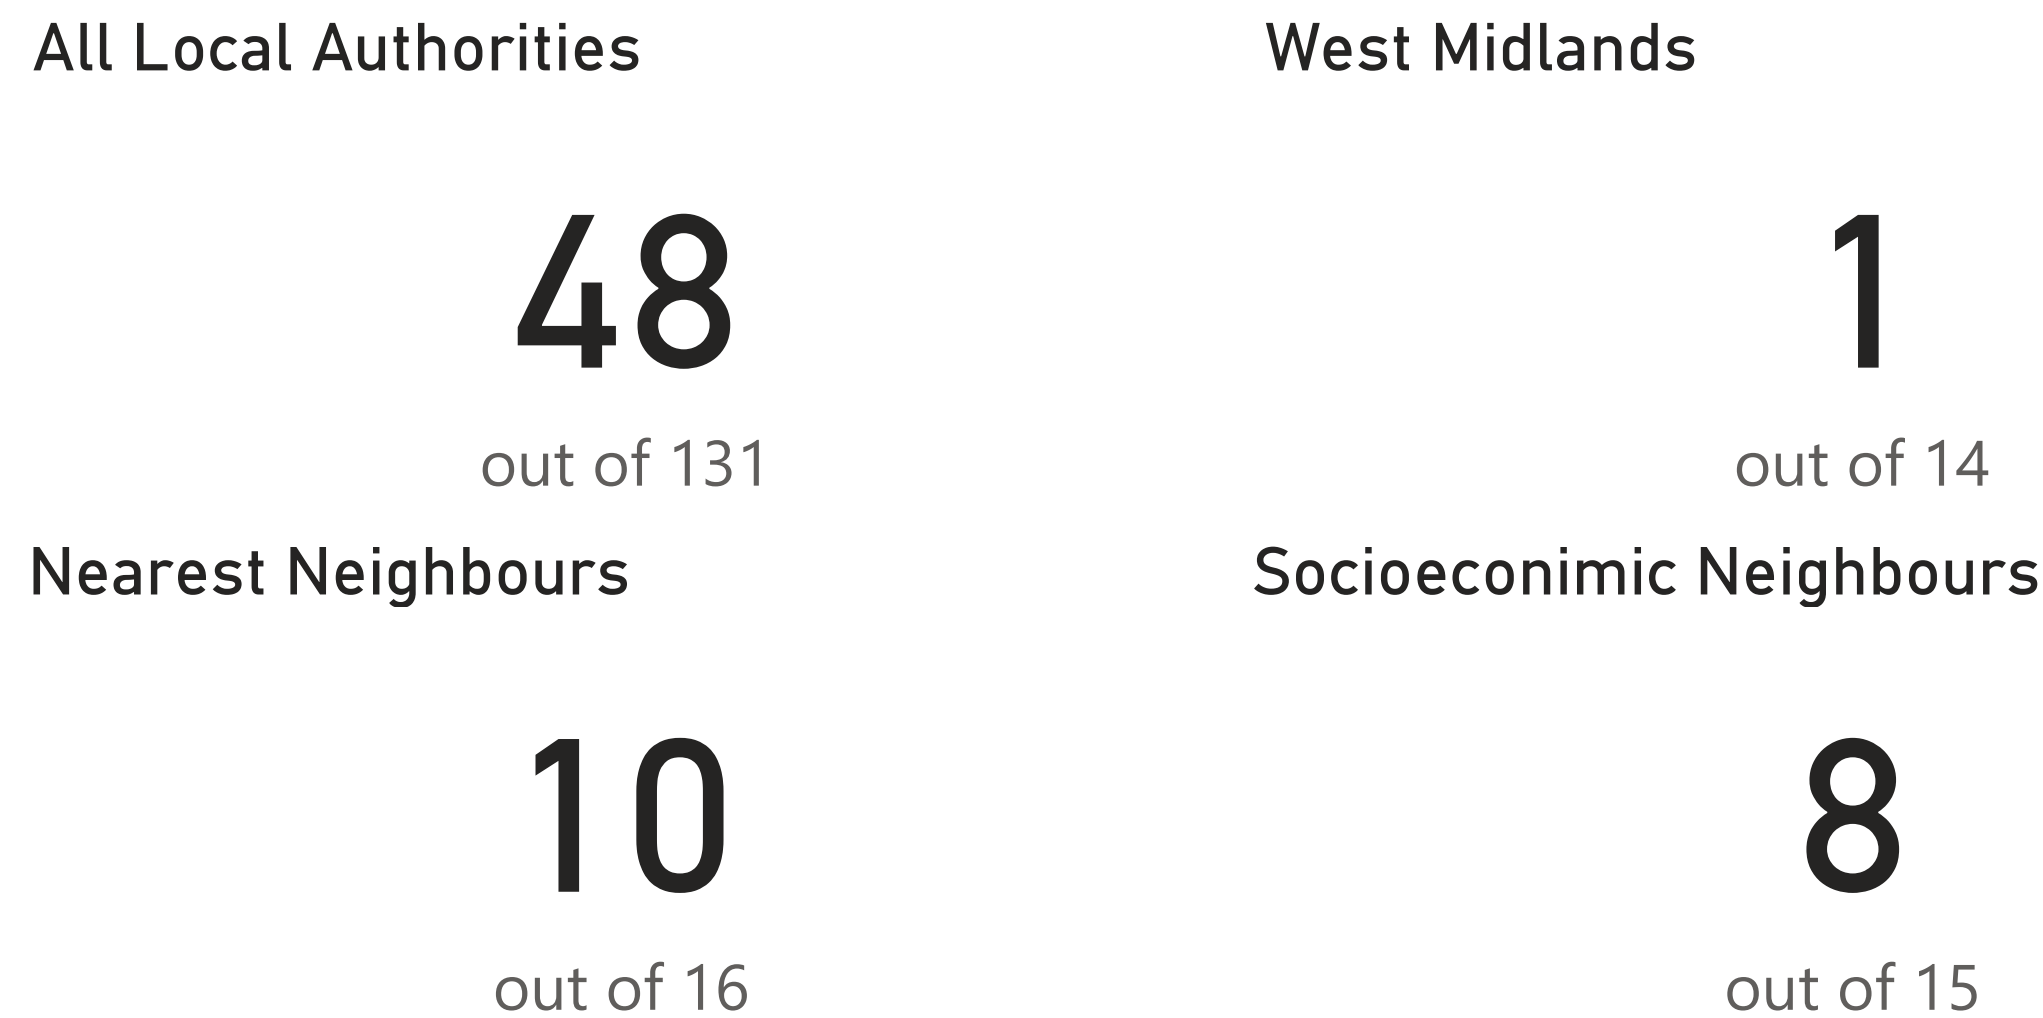 All Local Authorities
48
out of 131
West Midlands
1
out of 14
Nearest Neighbours
10
out of 16
Socioeconimic Neighbours
8
out of 15